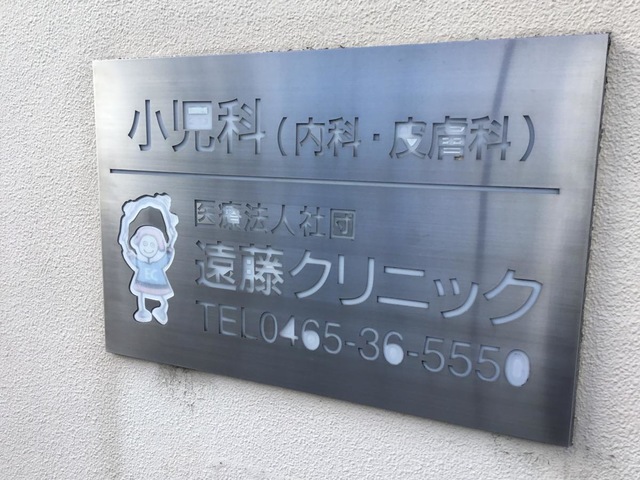 小児科(内科・皮膚科)
医療法人社団
遠藤クリニック
TEL0465-36-5550
EC